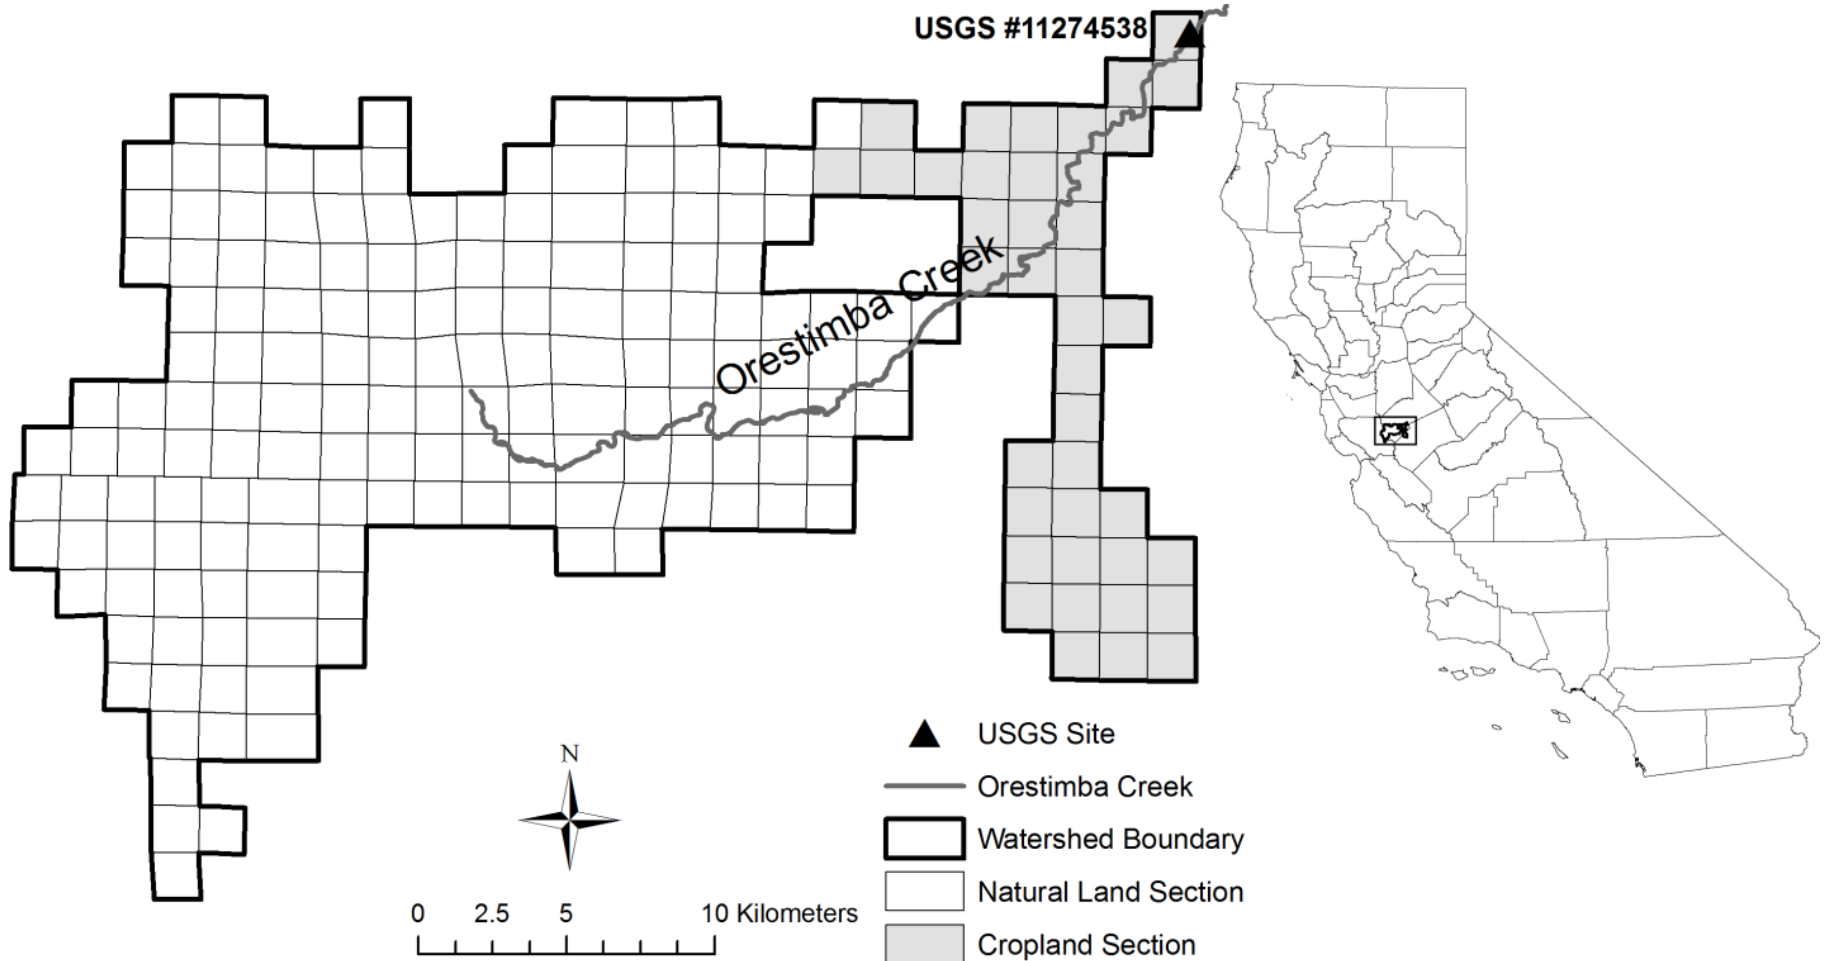 USGS #11274538
Orestimba Creek
N
USGS Site
Orestimba Creek
Watershed Boundary
Natural Land Section
Cropland Section
0 2.5 5 10 Kilometers